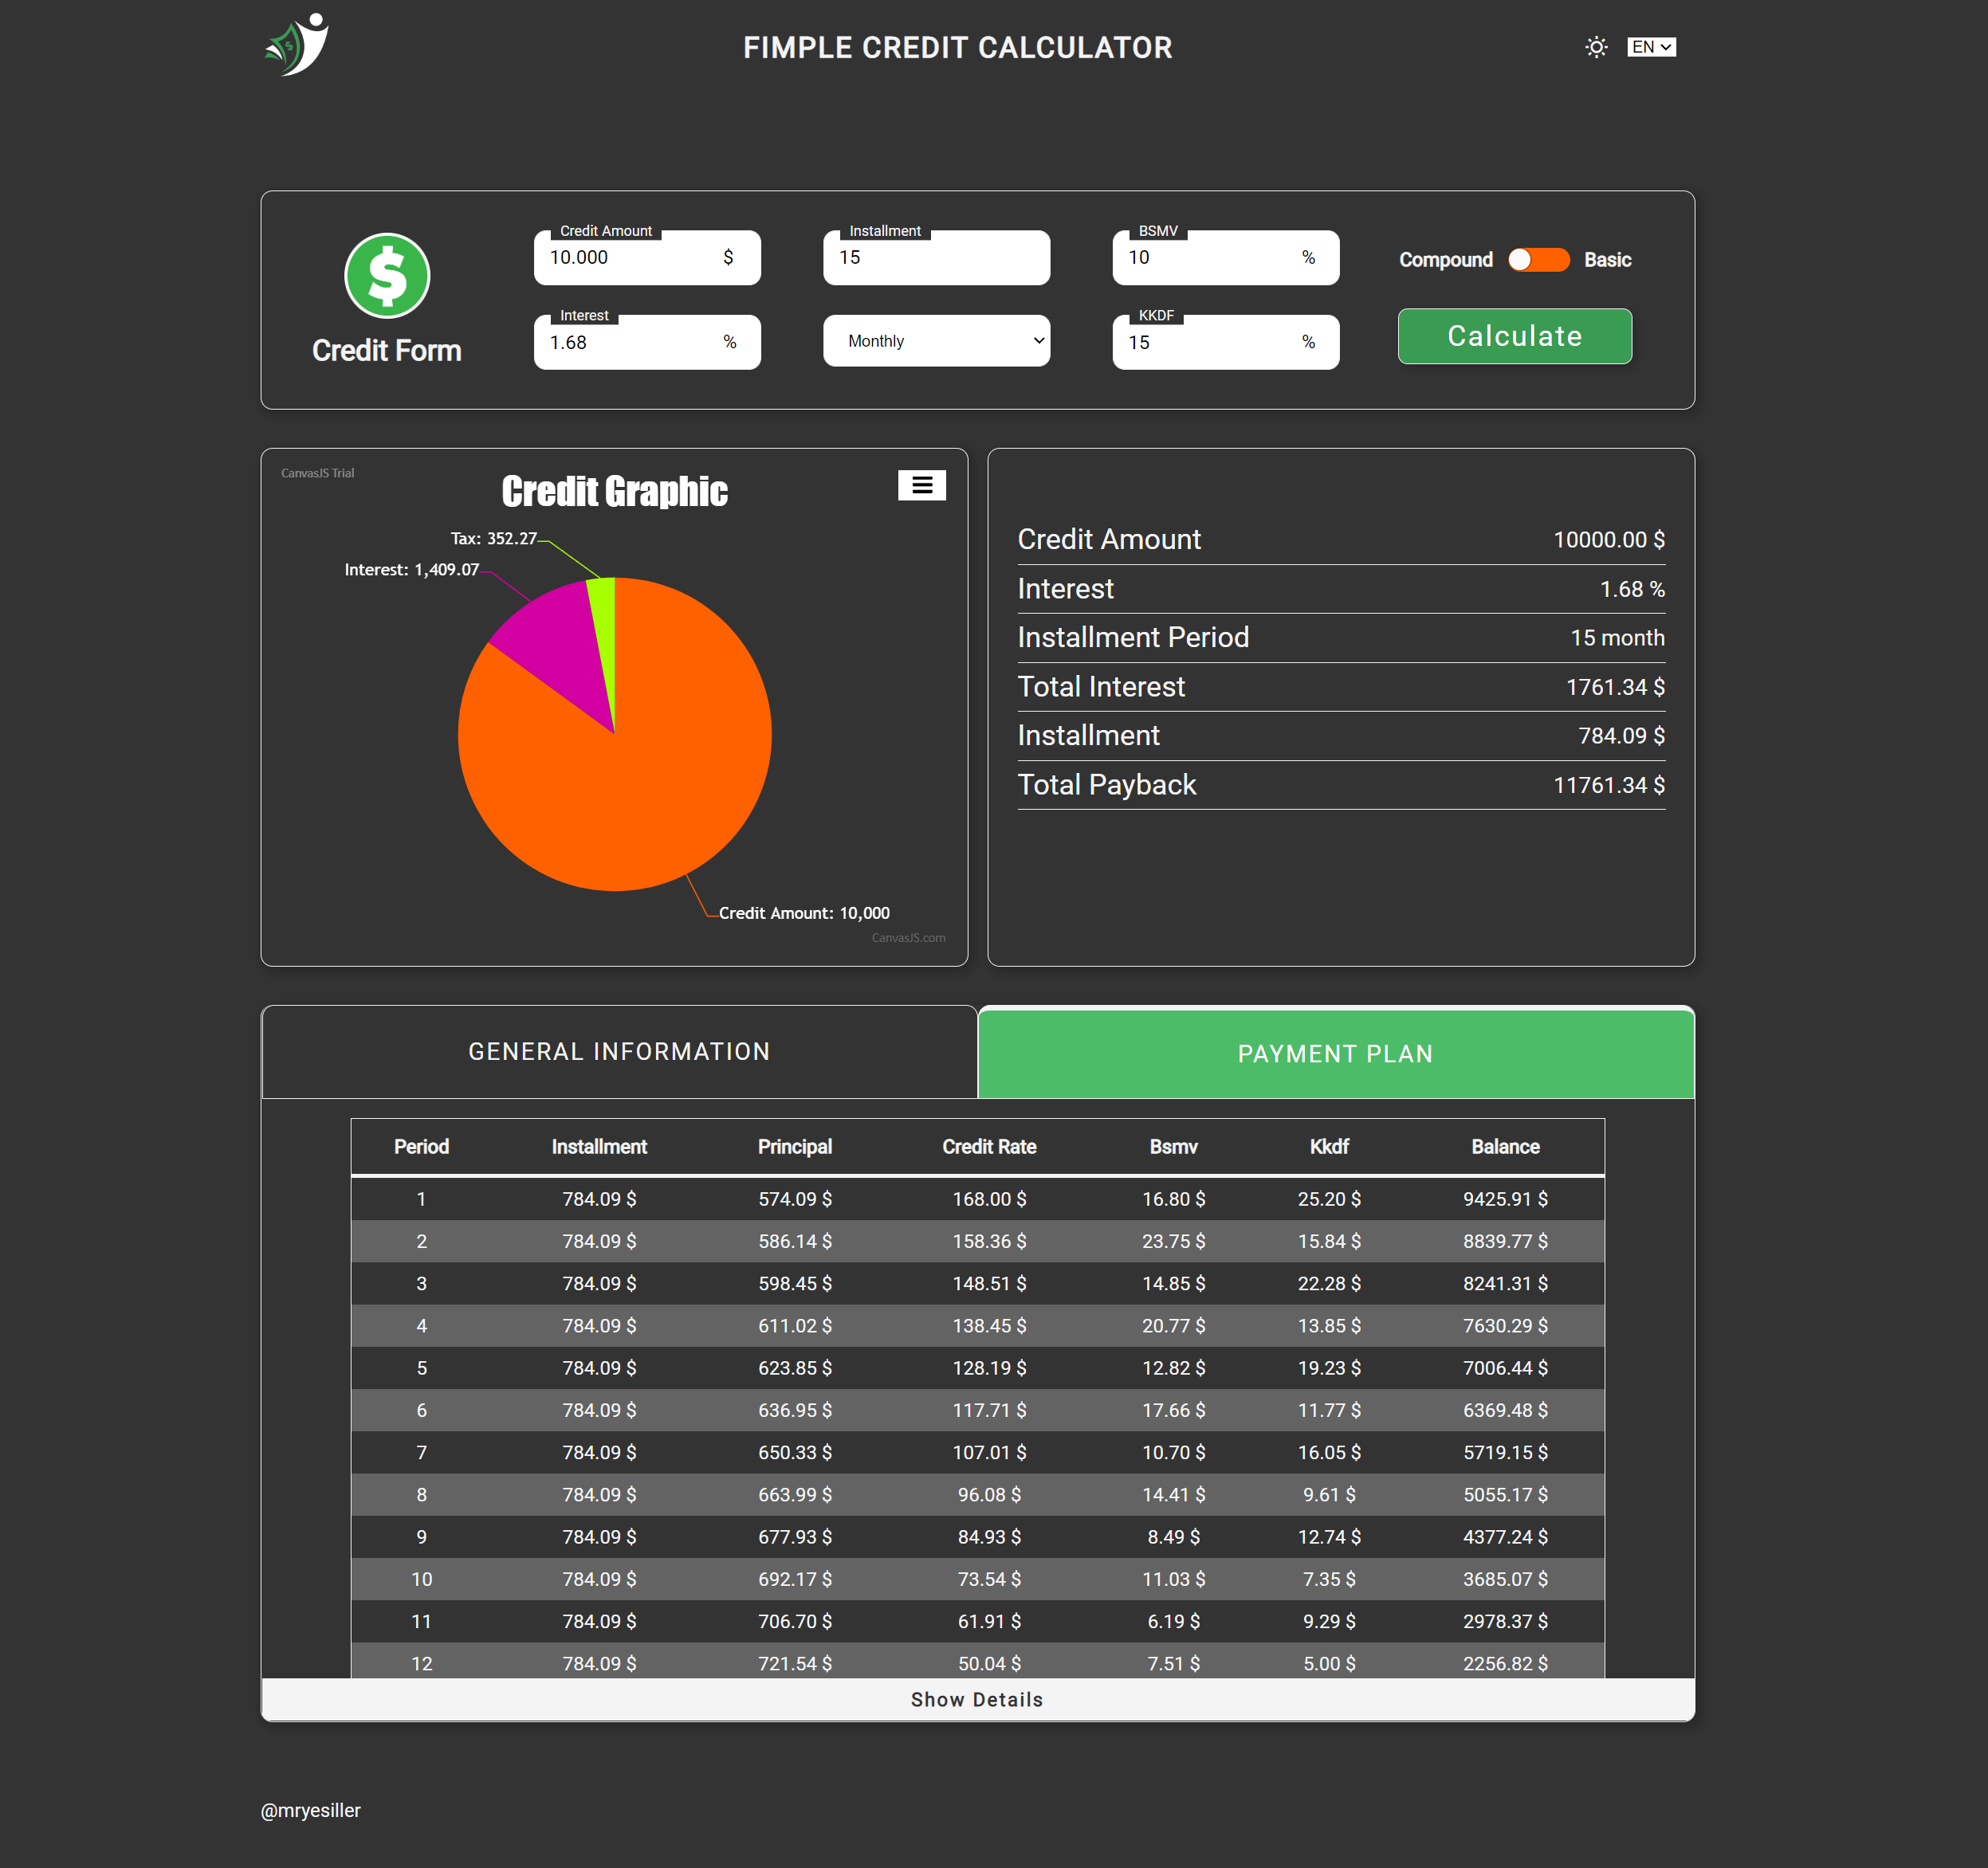 FIMPLE CREDIT CALCULATOR
EN
Credit Amount
10.000 $
Installment
15
BSMV
10 %
Compound Basic
Interest
1.68 %
Monthly
KKDF
15 %
Calculate
$
Credit Form
CanvasJS Trial
Credit Graphic
Tax: 352.27
Interest: 1,409.07
Credit Amount: 10,000
CanvasJS.com
Credit Amount 10000.00 $
Interest 1.68 %
Installment Period 15 month
Total Interest 1761.34 $
Installment 784.09 $
Total Payback 11761.34 $
GENERAL INFORMATION
PAYMENT PLAN
Period Installment Principal Credit Rate Bsmv Kkdf Balance
1 784.09 $ 574.09 $ 168.00 $ 16.80 $ 25.20 $ 9425.91 $
2 784.09 $ 586.14 $ 158.36 $ 23.75 $ 15.84 $ 8839.77 $
3 784.09 $ 598.45 $ 148.51 $ 14.85 $ 22.28 $ 8241.31 $
4 784.09 $ 611.02 $ 138.45 $ 20.77 $ 13.85 $ 7630.29 $
5 784.09 $ 623.85 $ 128.19 $ 12.82 $ 19.23 $ 7006.44 $
6 784.09 $ 636.95 $ 117.71 $ 17.66 $ 11.77 $ 6369.48 $
7 784.09 $ 650.33 $ 107.01 $ 10.70 $ 16.05 $ 5719.15 $
8 784.09 $ 663.99 $ 96.08 $ 14.41 $ 9.61 $ 5055.17 $
9 784.09 $ 677.93 $ 84.93 $ 8.49 $ 12.74 $ 4377.24 $
10 784.09 $ 692.17 $ 73.54 $ 11.03 $ 7.35 $ 3685.07 $
11 784.09 $ 706.70 $ 61.91 $ 6.19 $ 9.29 $ 2978.37 $
12 784.09 $ 721.54 $ 50.04 $ 7.51 $ 5.00 $ 2256.82 $
Show Details
@mryesiller